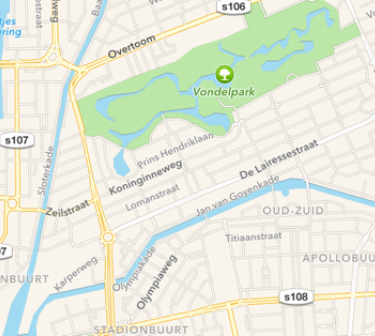 s106
Overtoom
Vondelpark
s107
Prins Hendriklaan
Sloterkade
Koninginneweg
De Lairessestraat
Lomanstraat
Jan van Goyenkade
Zeilstraat
OUD-ZUID
Titiaanstraat
Olympiakade
Karperweg
Olympiaweg
APOLLOBUU
s108
STADIONBUURT